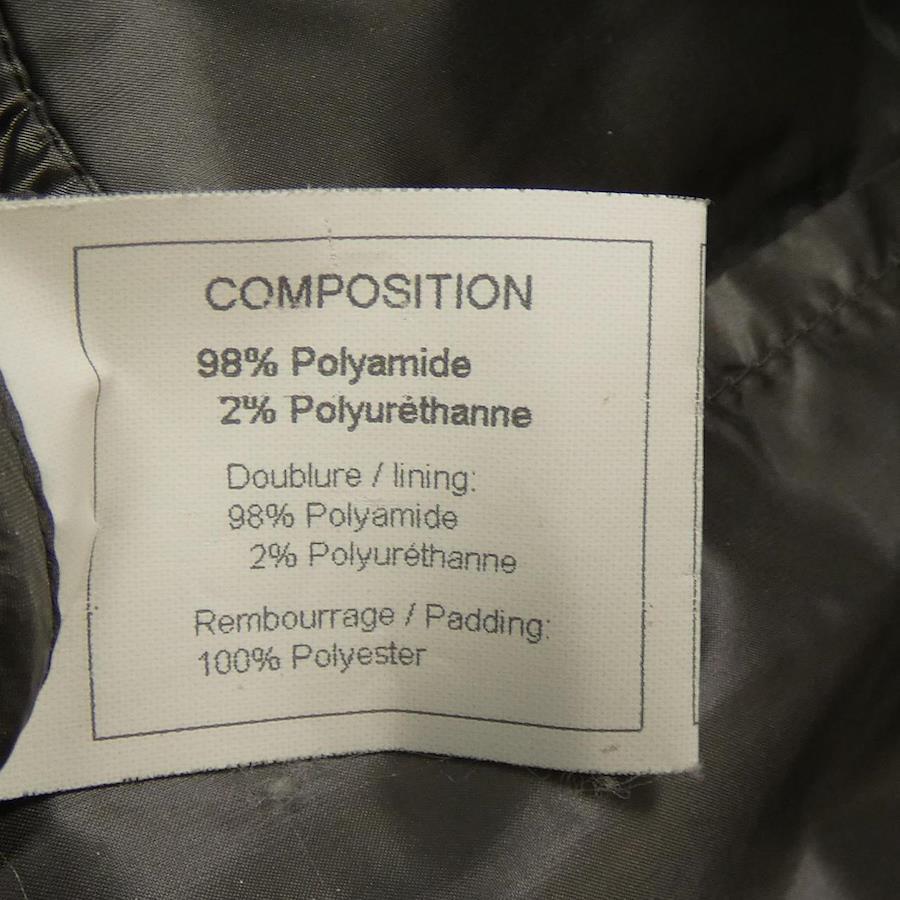 COMPOSITION
98% Polyamide
2% Polyuréthanne
Doublure / lining:
98% Polyamide
2% Polyuréthanne
Rembourrage / Padding:
100% Polyester